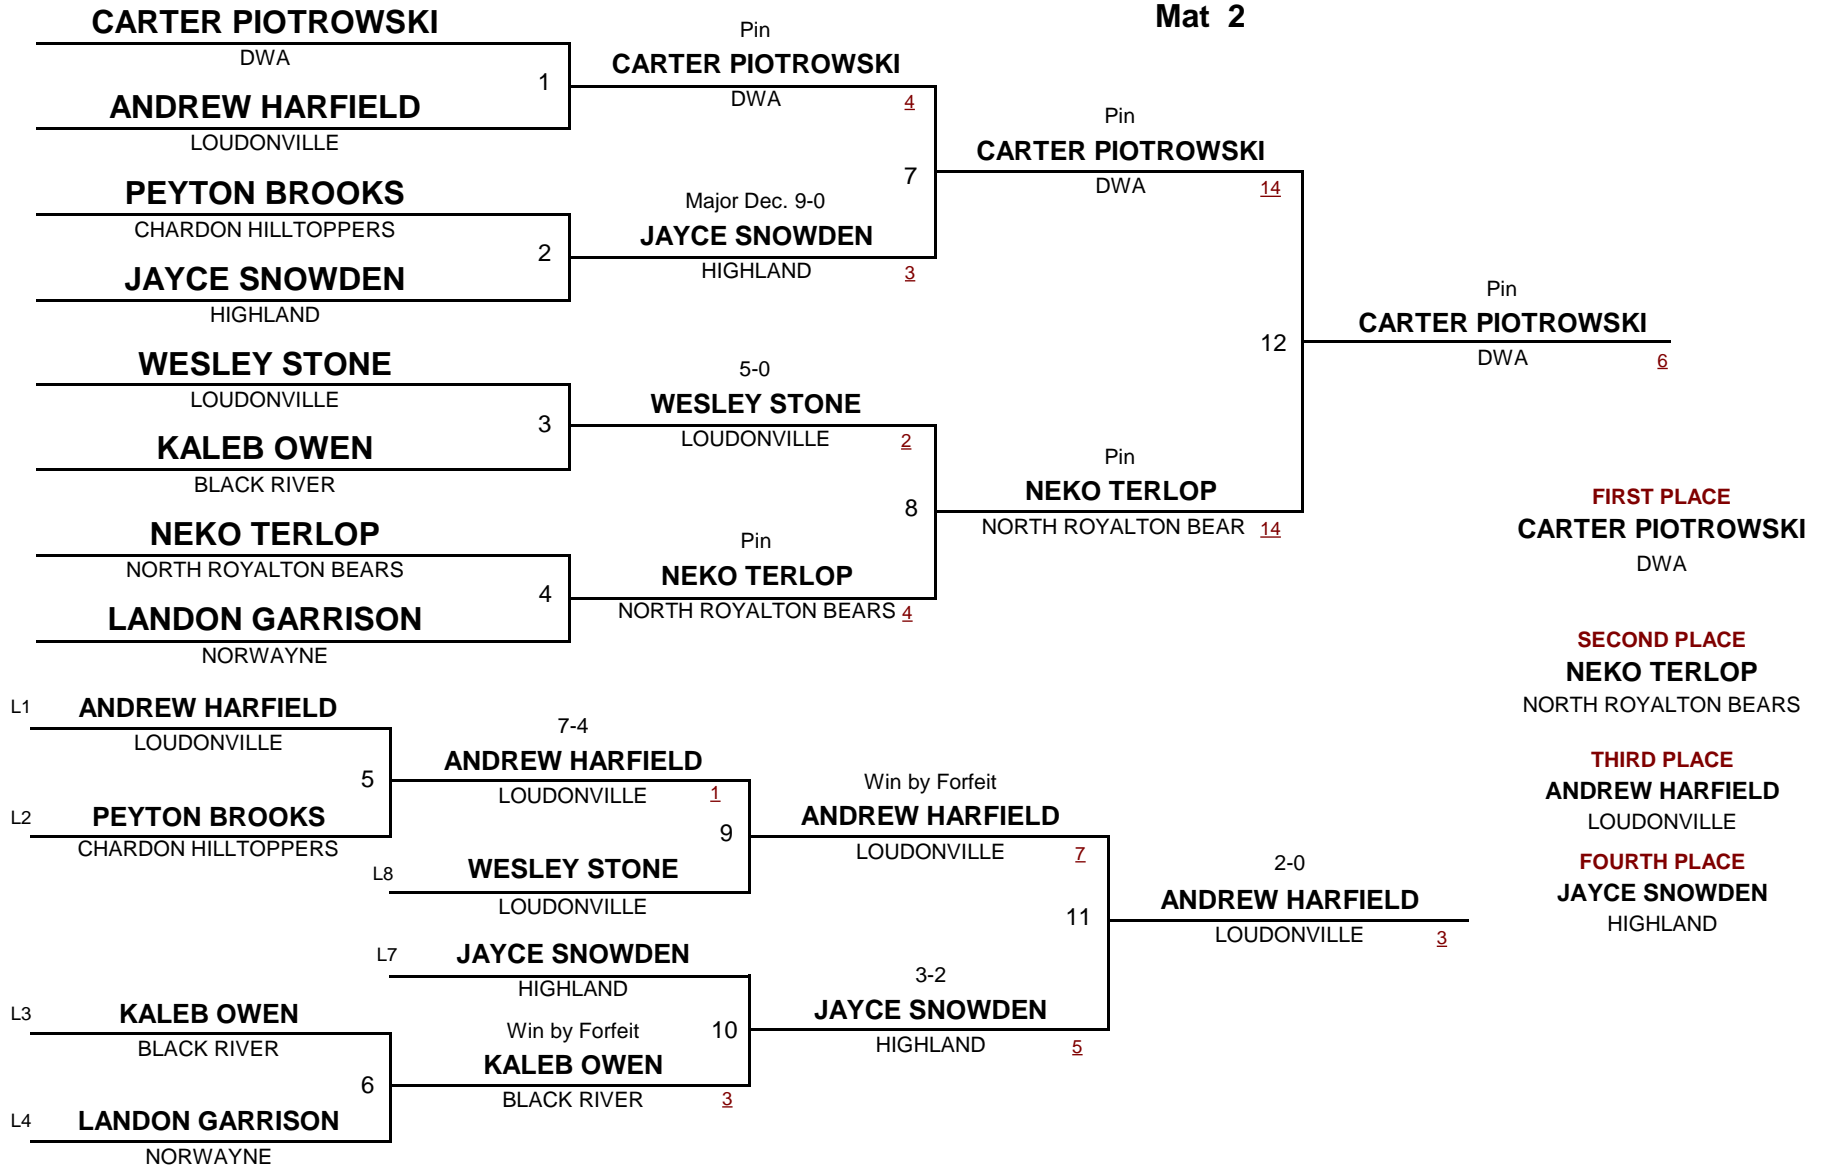 Mat 2
CARTER PIOTROWSKI
DWA
1
ANDREW HARFIELD
LOUDONVILLE
PEYTON BROOKS
CHARDON HILLTOPPERS
2
JAYCE SNOWDEN
HIGHLAND
WESLEY STONE
LOUDONVILLE
3
KALEB OWEN
BLACK RIVER
NEKO TERLOP
NORTH ROYALTON BEARS
4
LANDON GARRISON
NORWAYNE
Pin
CARTER PIOTROWSKI
DWA 4
7
Major Dec. 9-0
JAYCE SNOWDEN
HIGHLAND 3
5-0
WESLEY STONE
LOUDONVILLE 2
8
Pin
NEKO TERLOP
NORTH ROYALTON BEARS 4
Pin
CARTER PIOTROWSKI
DWA 14
12
Pin
NEKO TERLOP
NORTH ROYALTON BEAR 14
Pin
CARTER PIOTROWSKI
DWA 6
FIRST PLACE
CARTER PIOTROWSKI
DWA
SECOND PLACE
NEKO TERLOP
NORTH ROYALTON BEARS
THIRD PLACE
ANDREW HARFIELD
LOUDONVILLE
FOURTH PLACE
JAYCE SNOWDEN
HIGHLAND
L1 ANDREW HARFIELD
LOUDONVILLE
5
L2 PEYTON BROOKS
CHARDON HILLTOPPERS
L3 KALEB OWEN
BLACK RIVER
6
L4 LANDON GARRISON
NORWAYNE
7-4
ANDREW HARFIELD
LOUDONVILLE 1
9
L8 WESLEY STONE
LOUDONVILLE
L7 JAYCE SNOWDEN
HIGHLAND
10
Win by Forfeit
KALEB OWEN
BLACK RIVER 3
Win by Forfeit
ANDREW HARFIELD
LOUDONVILLE 7
11
3-2
JAYCE SNOWDEN
HIGHLAND 5
2-0
ANDREW HARFIELD
LOUDONVILLE 3